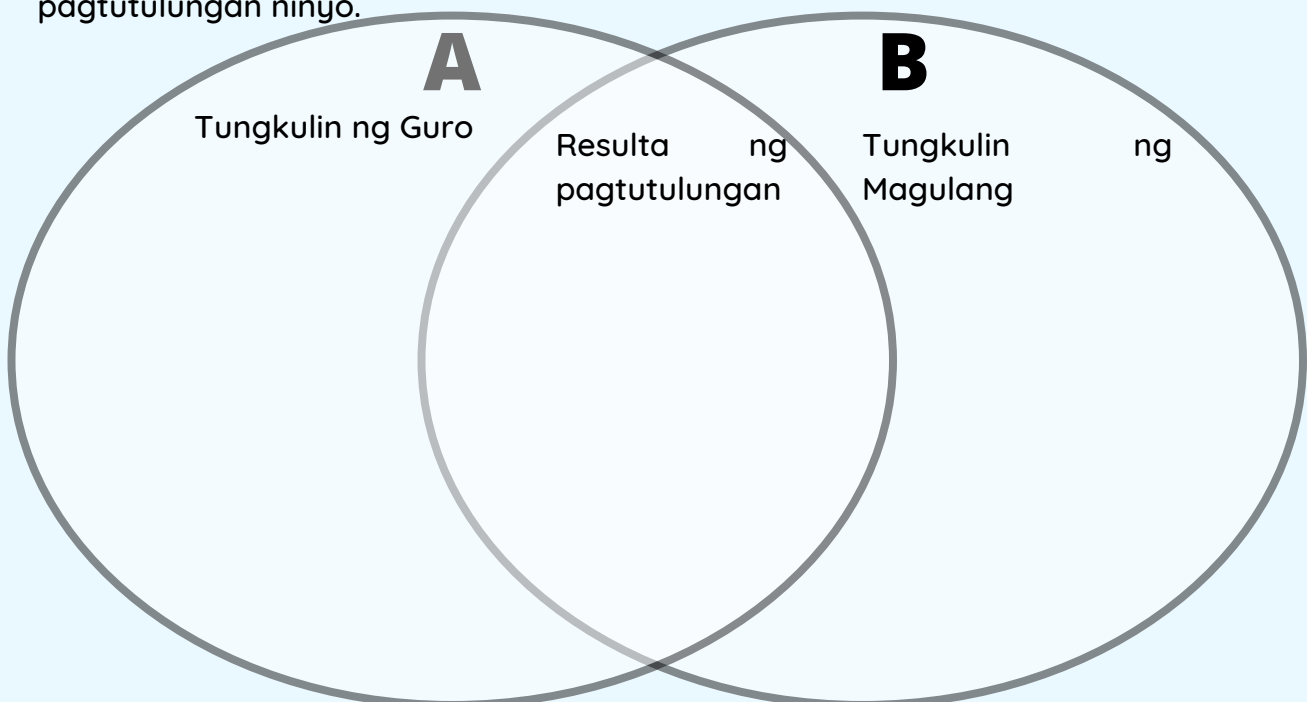 pagtutulungan ninyo.
A
B
Tungkulin ng Guro
Resulta ng
pagtutulungan
Tungkulin ng
Magulang